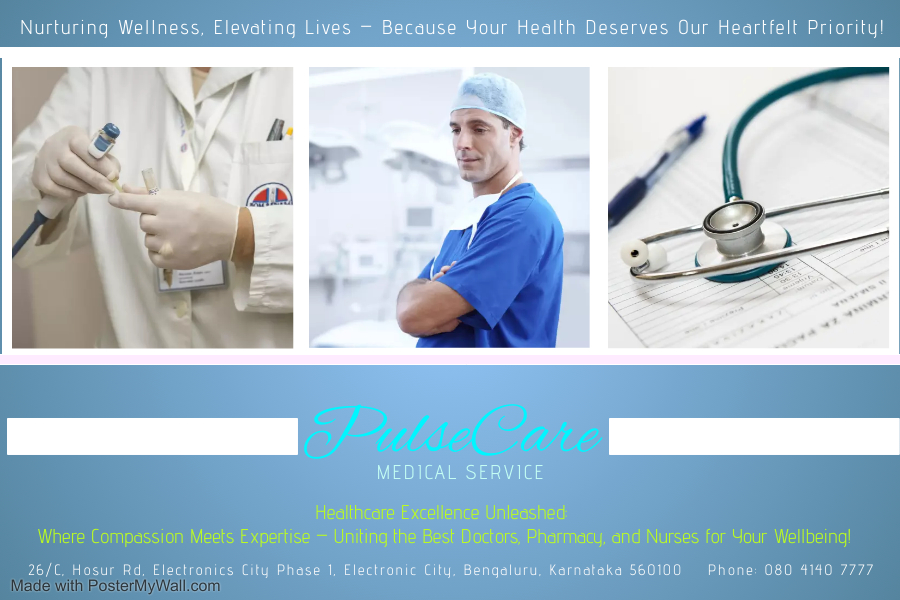 Nurturing Wellness, Elevating Lives – Because Your Health Deserves Our Heartfelt Priority!
PulseCare
MEDICAL SERVICE
Healthcare Excellence Unleashed:
Where Compassion Meets Expertise – Uniting the Best Doctors, Pharmacy, and Nurses for Your Wellbeing!
26/C, Hosur Rd, Electronics City Phase 1, Electronic City, Bengaluru, Karnataka 560100 Phone: 080 4140 7777
Made with PosterMyWall.com